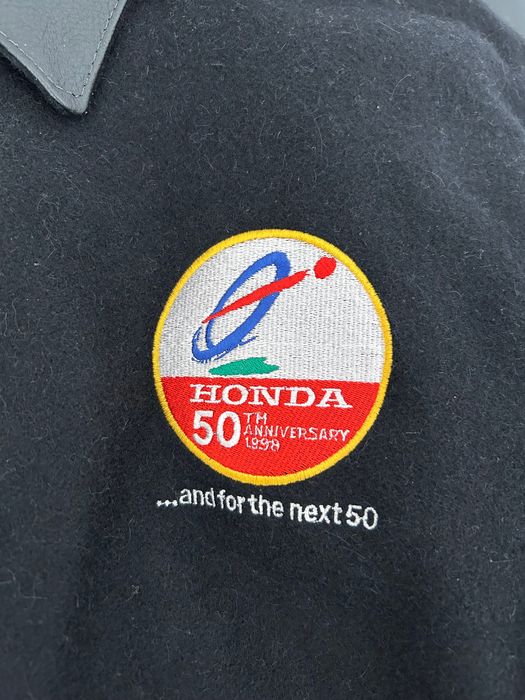 HONDA
50TH
ANNIVERSARY
1998
...and for the next 50